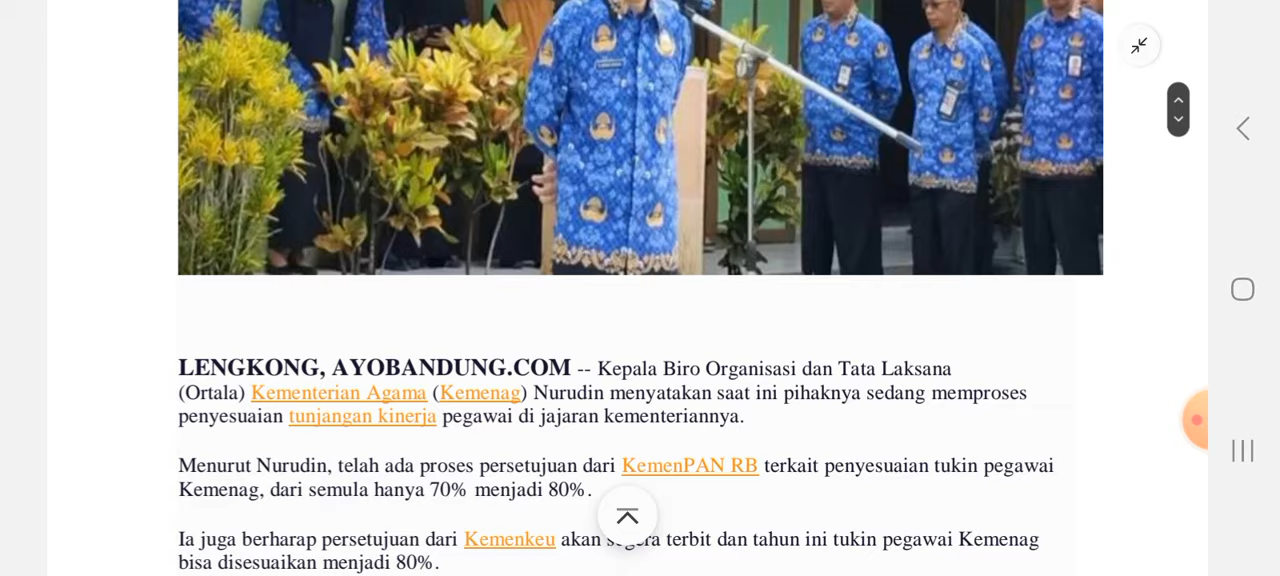 LENGKONG, AYOBANDUNG.COM -- Kepala Biro Organisasi dan Tata Laksana
(Ortala) Kementerian Agama (Kemenag) Nurudin menyatakan saat ini pihaknya sedang memproses
penyesuaian tunjangan kinerja pegawai di jajaran kementeriannya.
Menurut Nurudin, telah ada proses persetujuan dari KemenPAN RB terkait penyesuaian tukin pegawai
Kemenag, dari semula hanya 70% menjadi 80%.
Ia juga berharap persetujuan dari Kemenkeu akan segera terbit dan tahun ini tukin pegawai Kemenag
bisa disesuaikan menjadi 80%.